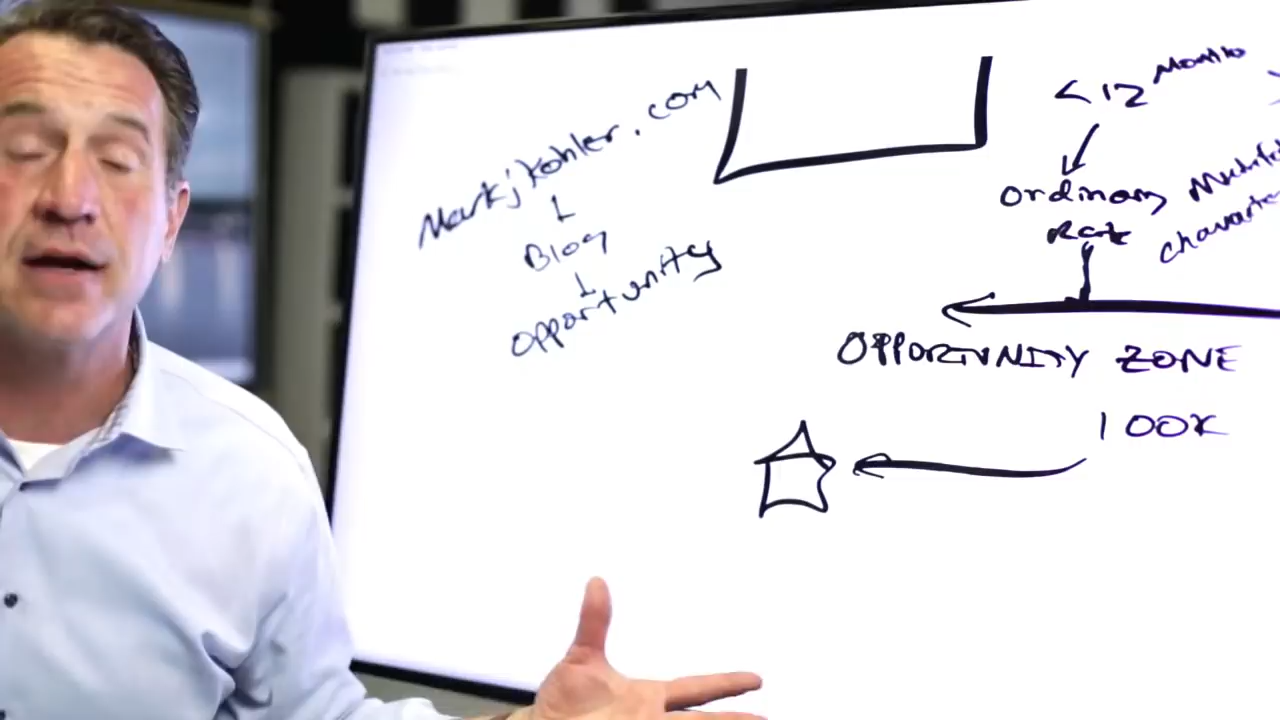 Markjkohler.com
Blog
opportunity
<12 Months
ordinary
Rate
OPPORTUNITY ZONE
100K